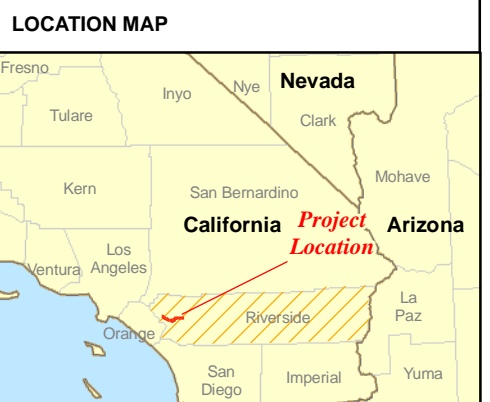 LOCATION MAP
Fresno
Inyo
Nye
Nevada
Tulare
Clark
Kern
San Bernardino
Mohave
California
Project
Location
Arizona
Los
Angeles
Ventura
Orange
Riverside
La
Paz
San
Diego
Imperial
Yuma